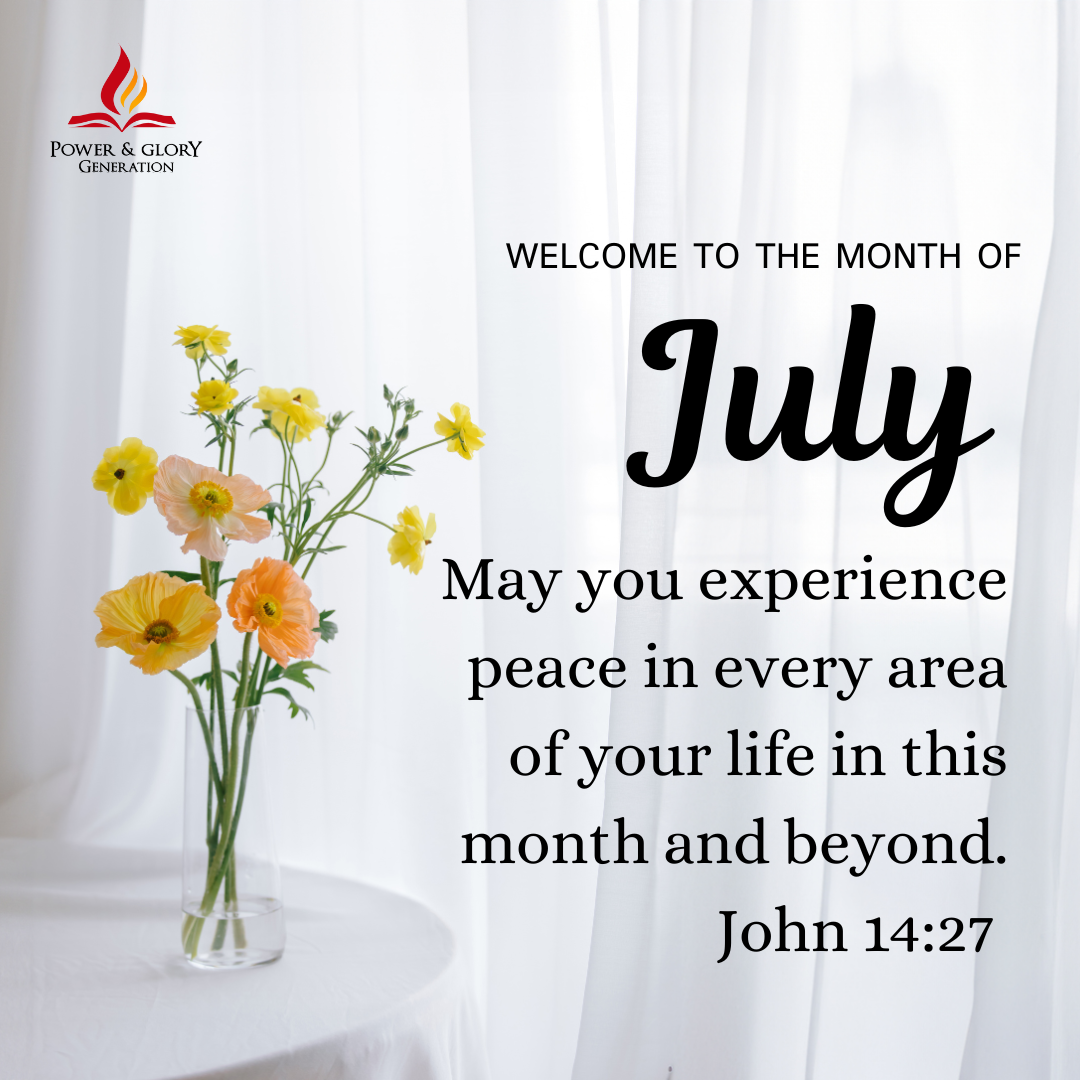 POWER & GLORY
GENERATION
WELCOME TO THE MONTH OF
July
May you experience
peace in every area
of your life in this
month and beyond.
John 14:27